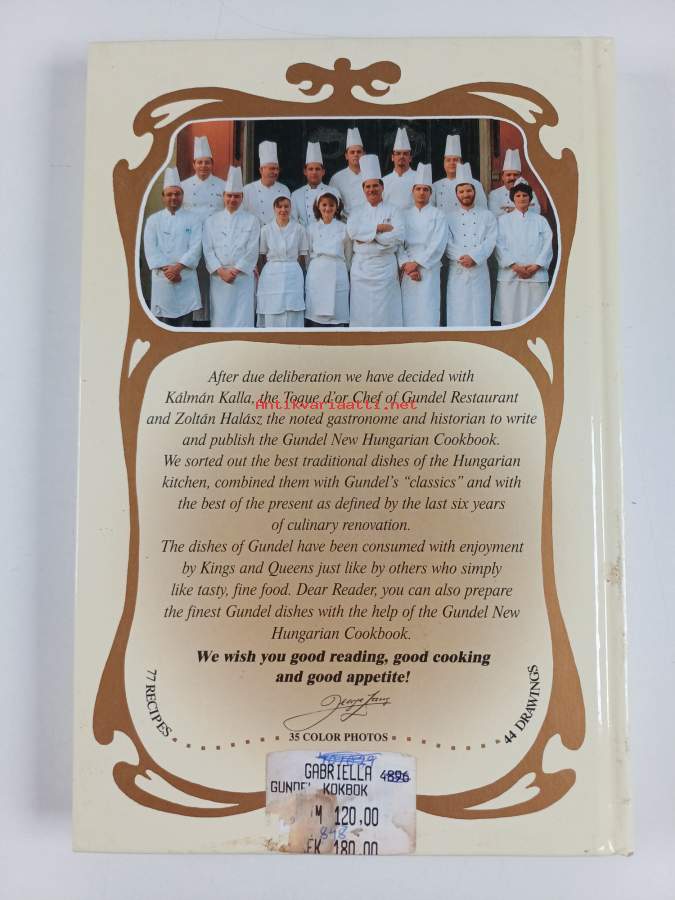 After due deliberation we have decided with
Kálmán Kalla, the Toque d'or Chef of Gundel Restaurant
Antikvariaatti.net
and Zoltán Halász the noted gastronome and historian to write
and publish the Gundel New Hungarian Cookbook.
We sorted out the best traditional dishes of the Hungarian
kitchen, combined them with Gundel's "classics" and with
the best of the present as defined by the last six years
of culinary renovation.
The dishes of Gundel have been consumed with enjoyment
by Kings and Queens just like by others who simply
like tasty, fine food. Dear Reader, you can also prepare
the finest Gundel dishes with the help of the Gundel New
Hungarian Cookbook.
We wish you good reading, good cooking
and good appetite!
George Lang
77 RECIPES
35 COLOR PHOTOS
44 DRAWINGS
GABRIELLA 4896
GUNDEL KOKBOK
120,00
848
180,00